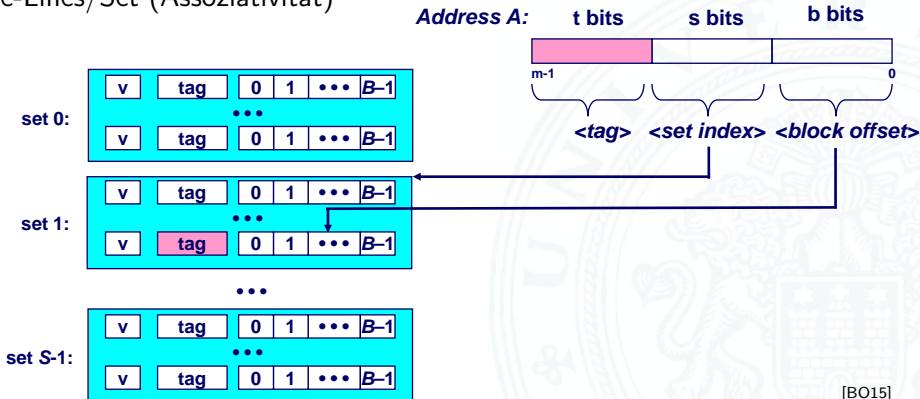 e-Lines/Set (Assoziativität)
Address A: t bits s bits b bits
m-1 0
<tag> <set index> <block offset>
set 0:
v tag 0 1 ••• B–1
•••
v tag 0 1 ••• B–1
set 1:
v tag 0 1 ••• B–1
•••
v tag 0 1 ••• B–1
•••
set S-1:
v tag 0 1 ••• B–1
•••
v tag 0 1 ••• B–1
[BO15]